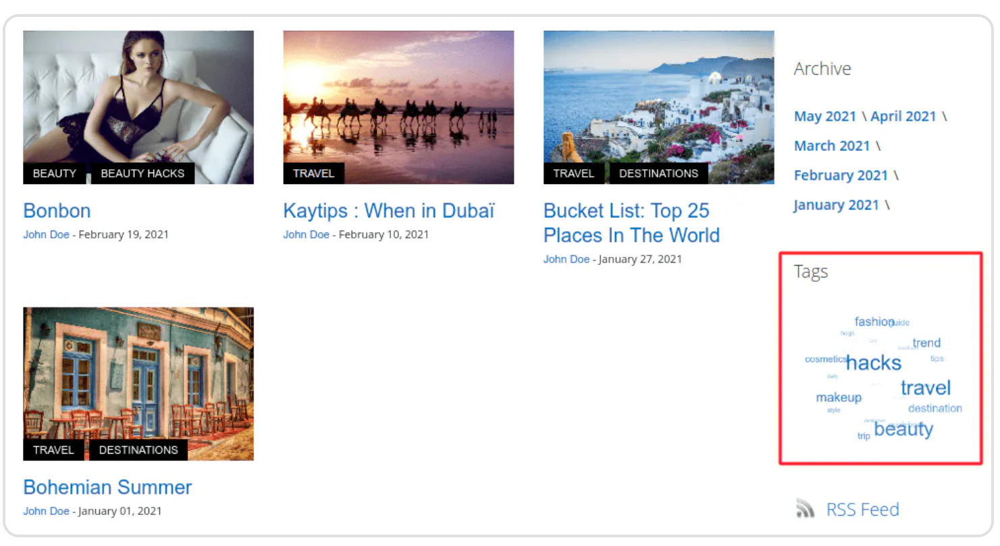 BEAUTY
BEAUTY HACKS
Bonbon
John Doe - February 19, 2021
TRAVEL
Kaytips : When in Dubaï
John Doe - February 10, 2021
TRAVEL
DESTINATIONS
Bucket List: Top 25
Places In The World
John Doe - January 27, 2021
TRAVEL
DESTINATIONS
Bohemian Summer
John Doe - January 01, 2021
Archive
May 2021 \ April 2021 \
March 2021 \
February 2021 \
January 2021 \
Tags
fashion guide
bags
trend
cosmetics hacks tips
daily
travel
makeup
destination
style
beauty
trip
RSS Feed